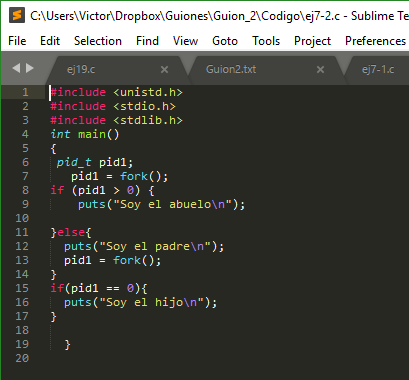 C:\Users\Victor\Dropbox\Guiones\Guion_2\Codigo\ej7-2.c - Sublime Tex
File Edit Selection Find View Goto Tools Project Preferences
ej19.c × Guion2.txt × ej7-1.c
1 #include <unistd.h>
2 #include <stdio.h>
3 #include <stdlib.h>
4 int main()
5 {
6 pid_t pid1;
7 pid1 = fork();
8 if (pid1 > 0) {
9 puts("Soy el abuelo\n");
10
11 }else{
12 puts("Soy el padre\n");
13 pid1 = fork();
14 }
15 if(pid1 == 0){
16 puts("Soy el hijo\n");
17 }
18
19 }
20